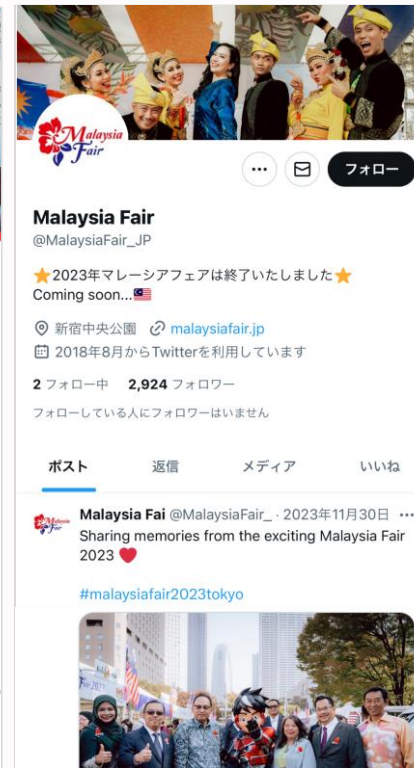 Malaysia
Fair
フォロー
Malaysia Fair
@MalaysiaFair_JP
⭐2023年マレーシアフェアは終了いたしました⭐
Coming soon...🇲🇾
新宿中央公園 malaysiafair.jp
2018年8月からTwitterを利用しています
2 フォロー中 2,924 フォロワー
フォローしている人にフォロワーはいません
ポスト 返信 メディア いいね
Malaysia Fai @MalaysiaFair_ · 2023年11月30日 ···
Sharing memories from the exciting Malaysia Fair
2023 ❤️
#malaysiafair2023tokyo